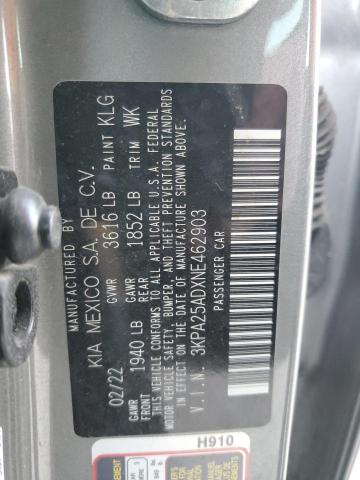 MANUFACTURED BY
KIA MEXICO S.A. DE C.V.
02/22 GVWR 3616 LB PAINT KLG
GAWR FRONT 1940 LB GAWR REAR 1852 LB TRIM WK
THIS VEHICLE CONFORMS TO ALL APPLICABLE U.S.A. FEDERAL
MOTOR VEHICLE SAFETY, BUMPER, AND THEFT PREVENTION STANDARDS
IN EFFECT ON THE DATE OF MANUFACTURE SHOWN ABOVE.
V.I.N.: 3KPA25ADXNE462903
PASSENGER CAR
H910